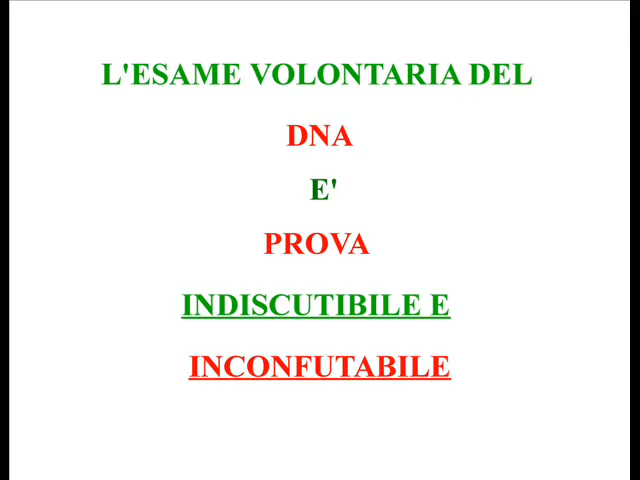 L'ESAME VOLONTARIA DEL
DNA
E'
PROVA
INDISCUTIBILE E
INCONFUTABILE